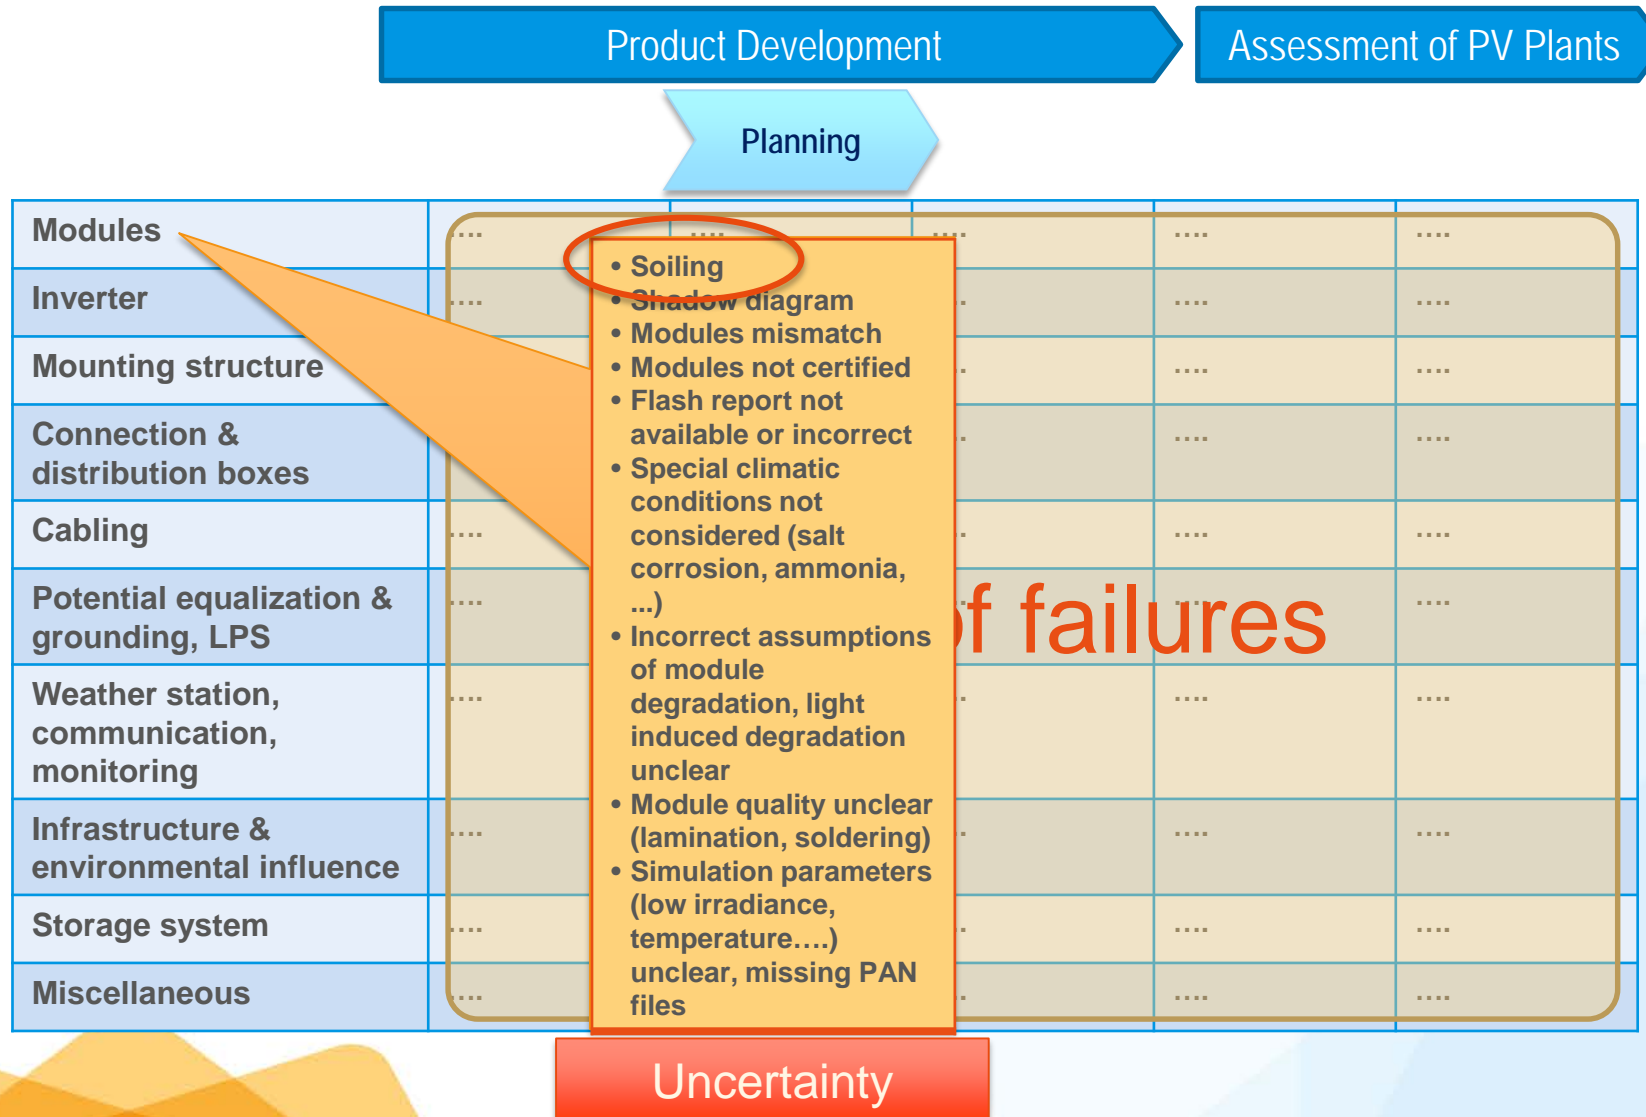 Product Development
Assessment of PV Plants
Planning
Modules
.... .... .... .... ....
Inverter
.... .... ....
Mounting structure
....  ....
Connection &
distribution boxes
.... ....
Cabling
.... .... ....
Potential equalization &
grounding, LPS
.... .... ....
Weather station,
communication,
monitoring
.... .... ....
Infrastructure &
environmental influence
.... .... ....
Storage system
.... .... ....
Miscellaneous
.... .... ....
• Soiling
• Shadow diagram
• Modules mismatch
• Modules not certified
• Flash report not
available or incorrect
• Special climatic
conditions not
considered (salt
corrosion, ammonia,
...)
• Incorrect assumptions
of module
degradation, light
induced degradation
unclear
• Module quality unclear
(lamination, soldering)
• Simulation parameters
(low irradiance,
temperature....)
unclear, missing PAN
files
of failures
Uncertainty